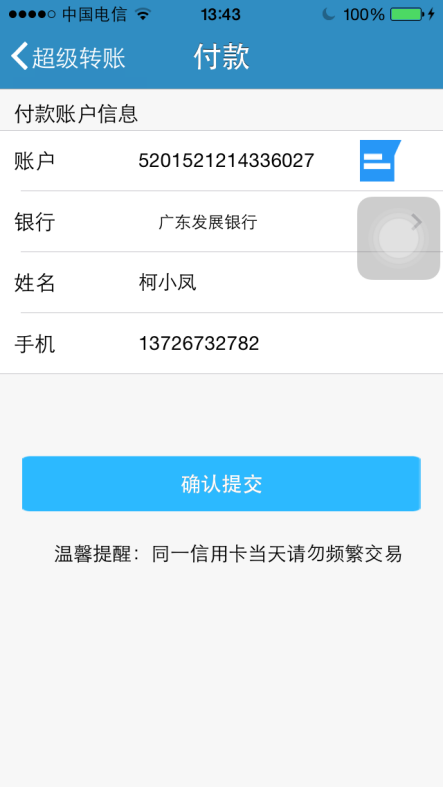 中国电信 13:43 100%
超级转账 付款
付款账户信息
账户 5201521214336027
银行 广东发展银行
姓名 柯小凤
手机 13726732782
确认提交
温馨提醒：同一信用卡当天请勿频繁交易